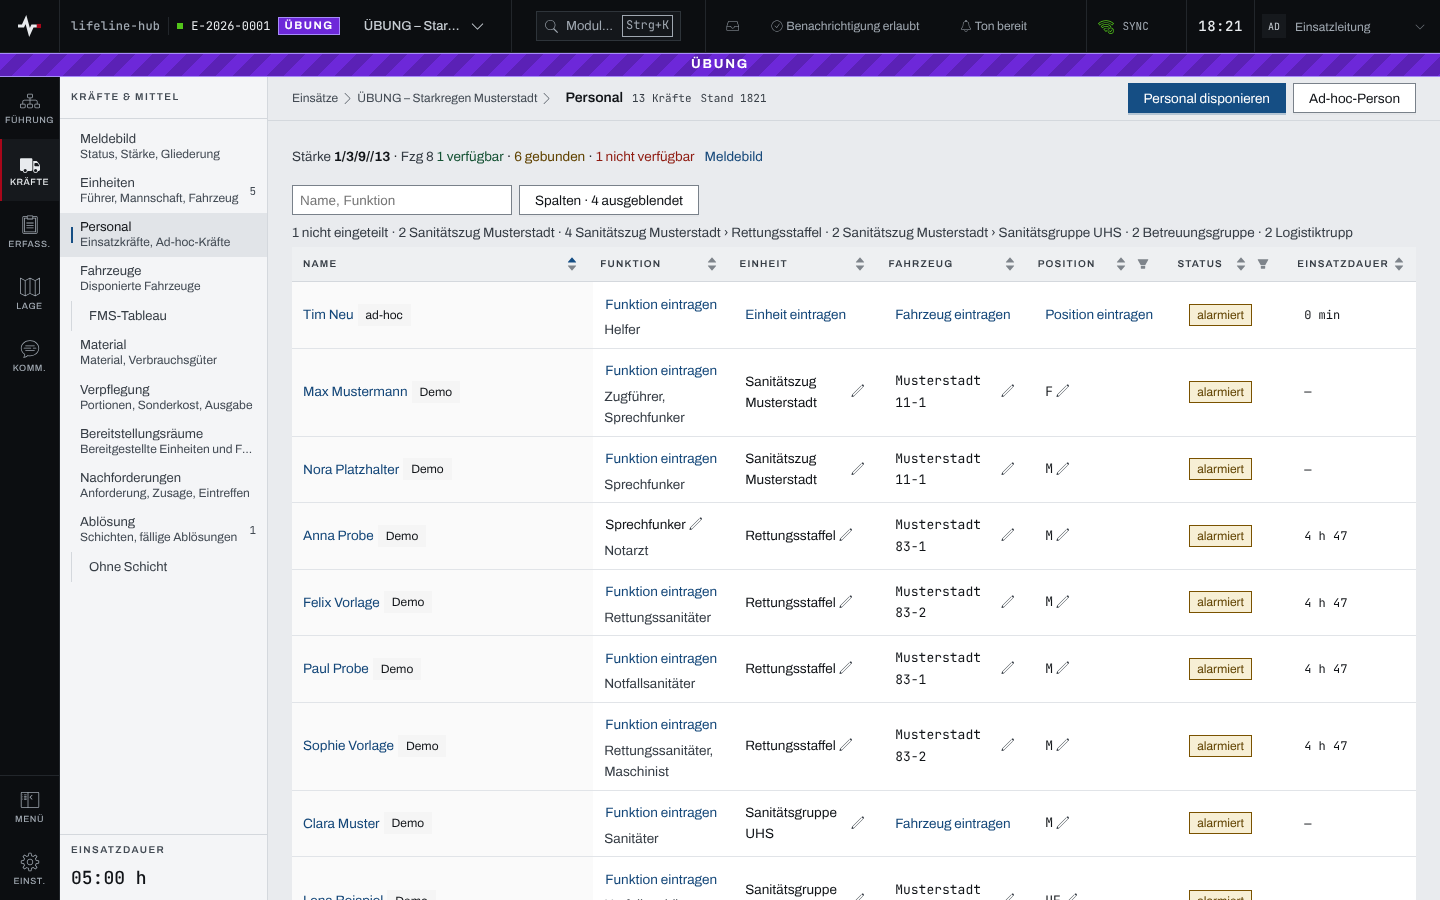 lifeline-hub E-2026-0001 ÜBUNG ÜBUNG – Star... Modul... Strg+K Benachrichtigung erlaubt Ton bereit SYNC 18:21 AD Einsatzleitung
ÜBUNG
FÜHRUNG
KRÄFTE
ERFASS.
LAGE
KOMM.
MENÜ
EINST.
KRÄFTE & MITTEL
Meldebild
Status, Stärke, Gliederung
Einheiten
Führer, Mannschaft, Fahrzeug 5
Personal
Einsatzkräfte, Ad-hoc-Kräfte
Fahrzeuge
Disponierte Fahrzeuge
FMS-Tableau
Material
Material, Verbrauchsgüter
Verpflegung
Portionen, Sonderkost, Ausgabe
Bereitstellungsräume
Bereitgestellte Einheiten und F...
Nachforderungen
Anforderung, Zusage, Eintreffen
Ablösung
Schichten, fällige Ablösungen 1
Ohne Schicht
EINSATZDAUER
05:00 h
Einsätze ÜBUNG – Starkregen Musterstadt Personal 13 Kräfte Stand 1821 Personal disponieren Ad-hoc-Person
Stärke 1/3/9//13 · Fzg 8 1 verfügbar · 6 gebunden · 1 nicht verfügbar Meldebild
Name, Funktion Spalten · 4 ausgeblendet
1 nicht eingeteilt · 2 Sanitätszug Musterstadt · 4 Sanitätszug Musterstadt › Rettungsstaffel · 2 Sanitätszug Musterstadt › Sanitätsgruppe UHS · 2 Betreuungsgruppe · 2 Logistiktrupp
NAME FUNKTION EINHEIT FAHRZEUG POSITION STATUS EINSATZDAUER
Tim Neu ad-hoc Funktion eintragen Einheit eintragen Fahrzeug eintragen Position eintragen alarmiert 0 min
Helfer
Max Mustermann Demo Funktion eintragen Sanitätszug Musterstadt F alarmiert –
Zugführer, Musterstadt 11-1
Sprechfunker
Nora Platzhalter Demo Funktion eintragen Sanitätszug Musterstadt M alarmiert –
Sprechfunker Musterstadt 11-1
Anna Probe Demo Sprechfunker Rettungsstaffel Musterstadt M alarmiert 4 h 47
Notarzt 83-1
Felix Vorlage Demo Funktion eintragen Rettungsstaffel Musterstadt M alarmiert 4 h 47
Rettungssanitäter 83-2
Paul Probe Demo Funktion eintragen Rettungsstaffel Musterstadt M alarmiert 4 h 47
Notfallsanitäter 83-1
Sophie Vorlage Demo Funktion eintragen Rettungsstaffel Musterstadt M alarmiert 4 h 47
Rettungssanitäter, 83-2
Maschinist
Clara Muster Demo Funktion eintragen Sanitätsgruppe Fahrzeug eintragen M alarmiert –
Sanitäter UHS
Funktion eintragen Sanitätsgruppe Musterstadt